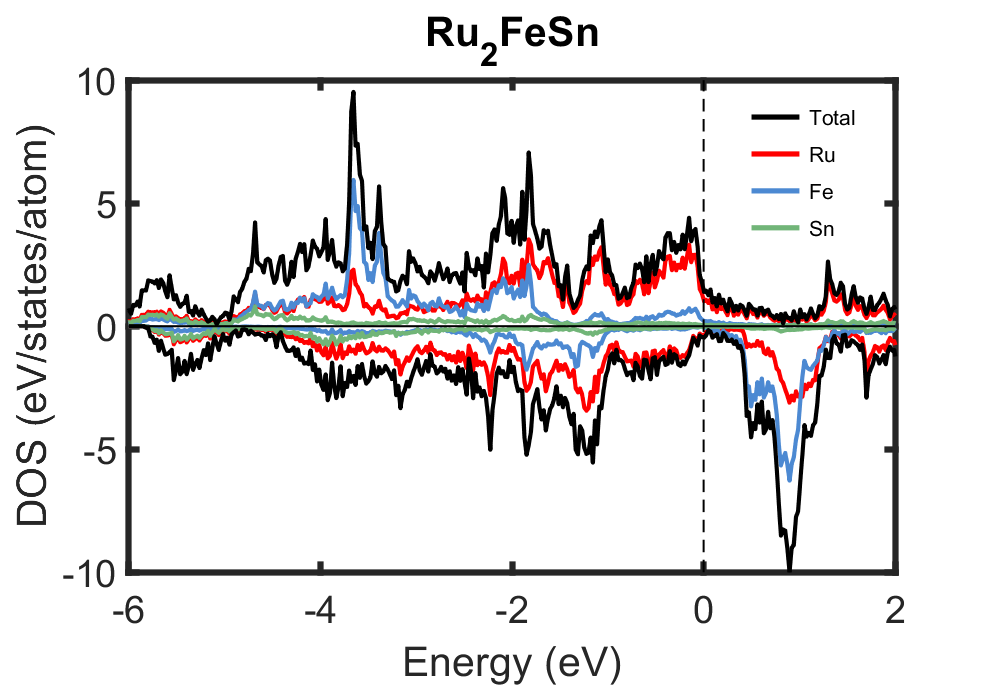 Ru2FeSn
DOS (eV/states/atom)
10
5
0
0
-5
-10
Total
Ru
Fe
Sn
-6
-4
-2
0
2
Energy (eV)